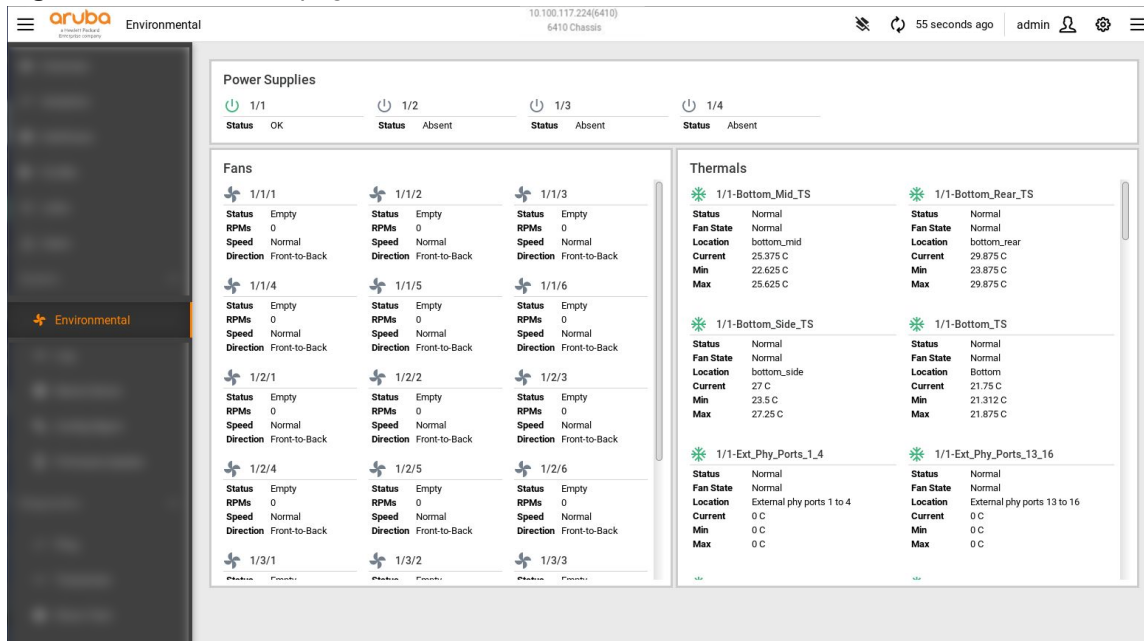 aruba
a Hewlett Packard
Enterprise company
Environmental
10.100.117.224(6410)
6410 Chassis
55 seconds ago
admin
Environmental
Power Supplies
1/1 1/2 1/3 1/4
Status OK Status Absent Status Absent Status Absent
Fans
1/1/1 1/1/2 1/1/3
Status Empty Status Empty Status Empty
RPMs 0 RPMs 0 RPMs 0
Speed Normal Speed Normal Speed Normal
Direction Front-to-Back Direction Front-to-Back Direction Front-to-Back
1/1/4 1/1/5 1/1/6
Status Empty Status Empty Status Empty
RPMs 0 RPMs 0 RPMs 0
Speed Normal Speed Normal Speed Normal
Direction Front-to-Back Direction Front-to-Back Direction Front-to-Back
1/2/1 1/2/2 1/2/3
Status Empty Status Empty Status Empty
RPMs 0 RPMs 0 RPMs 0
Speed Normal Speed Normal Speed Normal
Direction Front-to-Back Direction Front-to-Back Direction Front-to-Back
1/2/4 1/2/5 1/2/6
Status Empty Status Empty Status Empty
RPMs 0 RPMs 0 RPMs 0
Speed Normal Speed Normal Speed Normal
Direction Front-to-Back Direction Front-to-Back Direction Front-to-Back
1/3/1 1/3/2 1/3/3
Status Empty Status Empty Status Empty
Thermals
1/1-Bottom_Mid_TS 1/1-Bottom_Rear_TS
Status Normal Status Normal
Fan State Normal Fan State Normal
Location bottom_mid Location bottom_rear
Current 25.375 C Current 29.875 C
Min 22.625 C Min 23.875 C
Max 25.625 C Max 29.875 C
1/1-Bottom_Side_TS 1/1-Bottom_TS
Status Normal Status Normal
Fan State Normal Fan State Normal
Location bottom_side Location Bottom
Current 27 C Current 21.75 C
Min 23.5 C Min 21.312 C
Max 27.25 C Max 21.875 C
1/1-Ext_Phy_Ports_1_4 1/1-Ext_Phy_Ports_13_16
Status Normal Status Normal
Fan State Normal Fan State Normal
Location External phy ports 1 to 4 Location External phy ports 13 to 16
Current 0 C Current 0 C
Min 0 C Min 0 C
Max 0 C Max 0 C